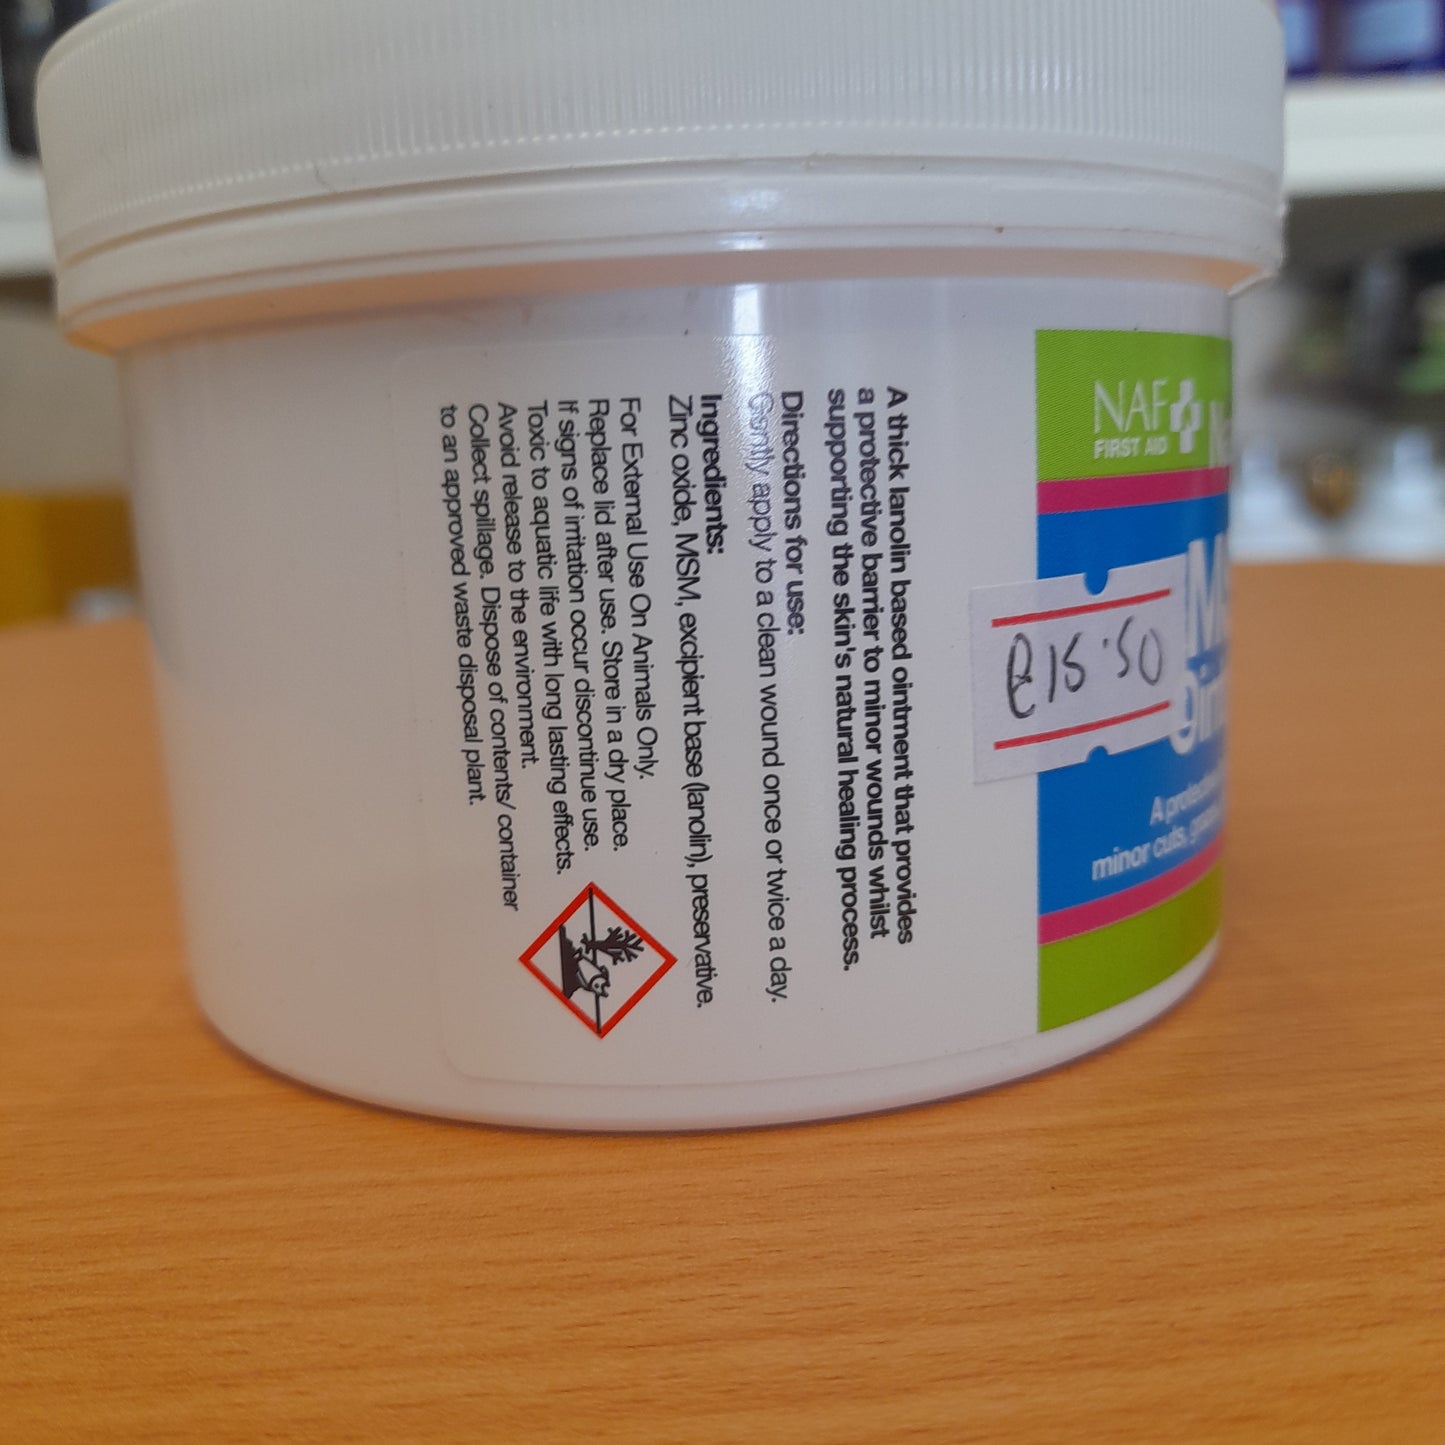 A thick lanolin based ointment that provides
a protective barrier to minor wounds whilst
supporting the skin's natural healing process.
Directions for use:
Gently apply to a clean wound once or twice a day.
Ingredients:
Zinc oxide, MSM, excipient base (lanolin), preservative.
For External Use On Animals Only.
Replace lid after use. Store in a dry place.
If signs of irritation occur discontinue use.
Toxic to aquatic life with long lasting effects.
Avoid release to the environment.
Collect spillage. Dispose of contents/ container
to an approved waste disposal plant.
NAF
FIRST AID
€15.50
A
minor cuts,